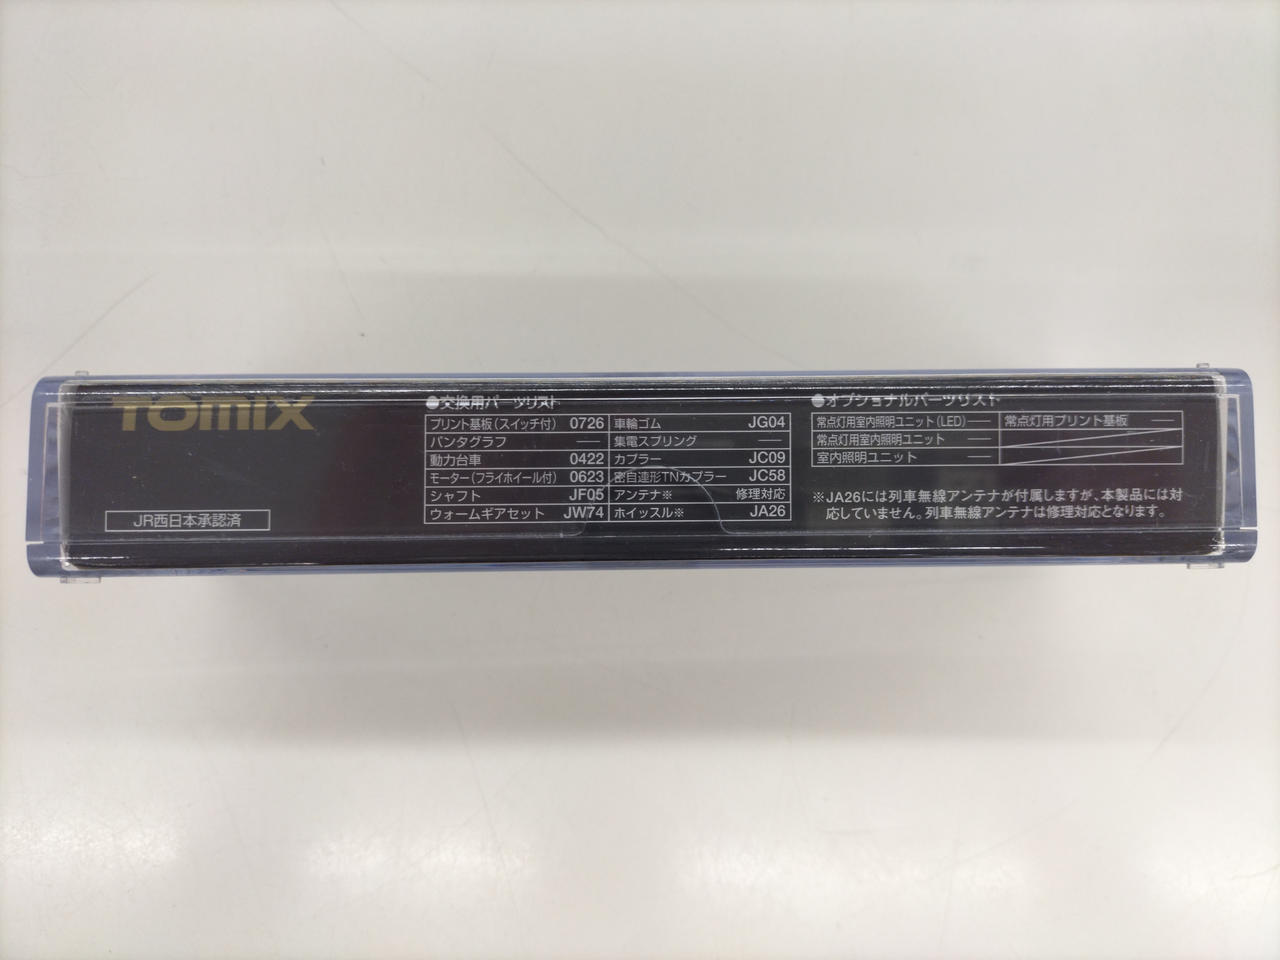 TOMIX
JR西日本承認済
●交換用パーツリスト
プリント基板(スイッチ付) 0726 車輪ゴム JG04
パンタグラフ ── 集電スプリング ──
動力台車 0422 カプラー JC09
モーター(フライホイール付) 0623 密自連形TNカプラー JC58
シャフト JF05 アンテナ※ 修理対応
ウォームギアセット JW74 ホイッスル※ JA26
●オプショナルパーツリスト
常点灯用室内照明ユニット(LED) ── 常点灯用プリント基板 ──
常点灯用室内照明ユニット ──
室内照明ユニット ──
※JA26には列車無線アンテナが付属しますが、本製品には対
応していません。列車無線アンテナは修理対応となります。